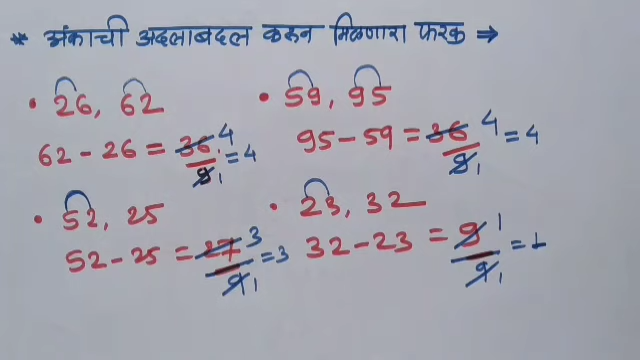 * अंकाची अदलाबदल करून मिळणारा फरक ⇒
• 26, 62
62 - 26 = 36/9 4/1 = 4
• 59, 95
95 - 59 = 36/9 4/1 = 4
• 52, 25
52 - 25 = 27/9 3/1 = 3
• 23, 32
32 - 23 = 9/9 1/1 = 1